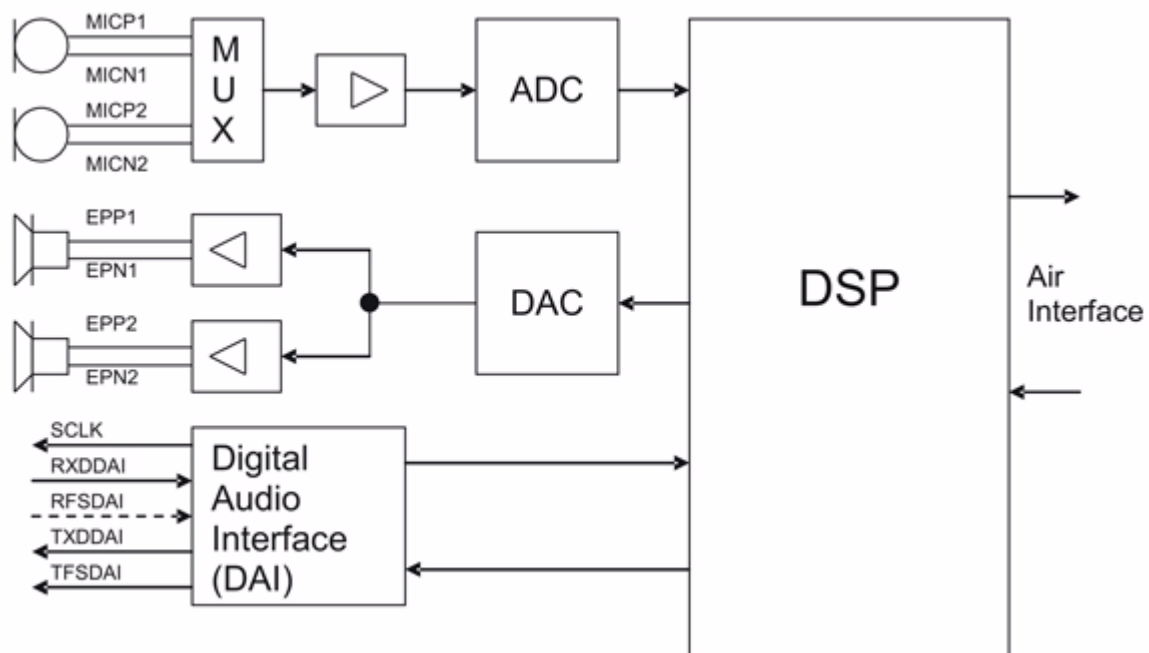 MICP1
MICN1
MICP2
MICN2
M
U
X
ADC
EPP1
EPN1
EPP2
EPN2
DAC
DSP
Air
Interface
SCLK
RXDDAI
RFSDAI
TXDDAI
TFSDAI
Digital
Audio
Interface
(DAI)